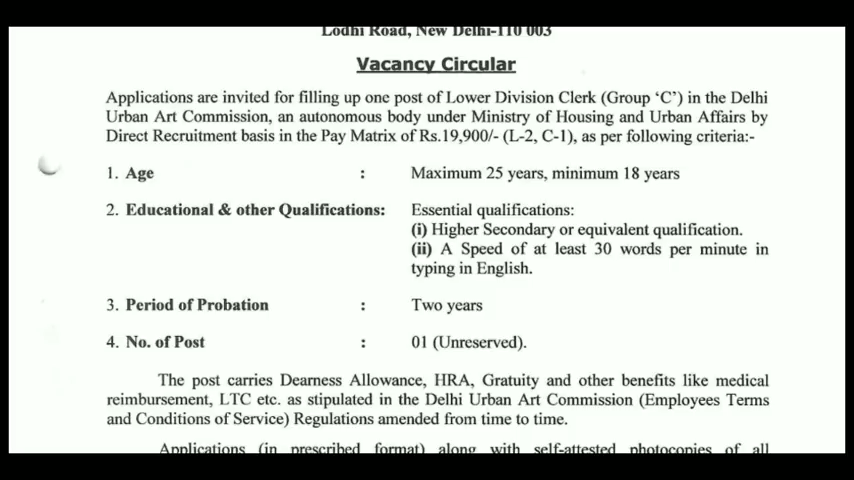 Lodhi Road, New Delhi-110 003
Vacancy Circular
Applications are invited for filling up one post of Lower Division Clerk (Group ‘C’) in the Delhi
Urban Art Commission, an autonomous body under Ministry of Housing and Urban Affairs by
Direct Recruitment basis in the Pay Matrix of Rs.19,900/- (L-2, C-1), as per following criteria:-
1. Age : Maximum 25 years, minimum 18 years
2. Educational & other Qualifications: Essential qualifications:
(i) Higher Secondary or equivalent qualification.
(ii) A Speed of at least 30 words per minute in
typing in English.
3. Period of Probation : Two years
4. No. of Post : 01 (Unreserved).
The post carries Dearness Allowance, HRA, Gratuity and other benefits like medical
reimbursement, LTC etc. as stipulated in the Delhi Urban Art Commission (Employees Terms
and Conditions of Service) Regulations amended from time to time.
Applications (in prescribed format) along with self-attested photocopies of all